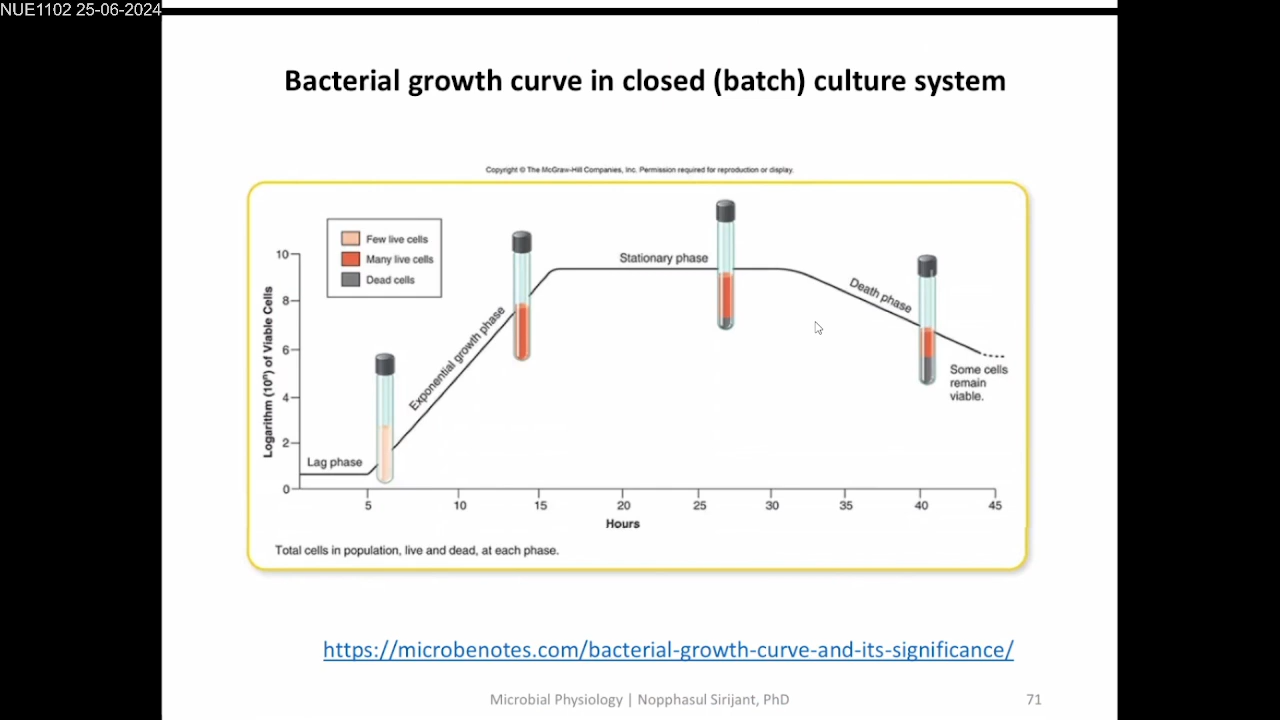 NUE1102 25-06-2024
Bacterial growth curve in closed (batch) culture system
Copyright © The McGraw-Hill Companies, Inc. Permission required for reproduction or display.
Few live cells
Many live cells
Dead cells
Logarithm (10ⁿ) of Viable Cells
10
8
6
4
2
0
Lag phase
Exponential growth phase
Stationary phase
Death phase
Some cells
remain
viable.
5 10 15 20 25 30 35 40 45
Hours
Total cells in population, live and dead, at each phase.
https://microbenotes.com/bacterial-growth-curve-and-its-significance/
Microbial Physiology | Nopphasul Sirijant, PhD
71